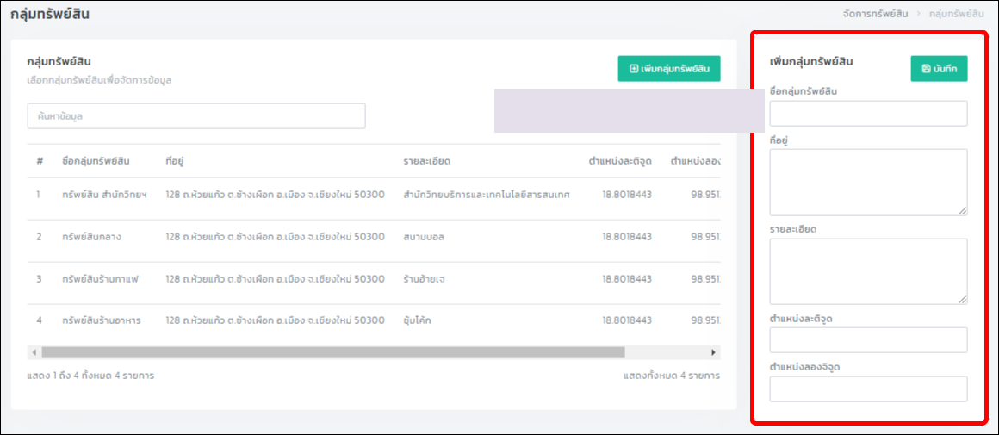 กลุ่มทรัพย์สิน
จัดการทรัพย์สิน > กลุ่มทรัพย์สิน
กลุ่มทรัพย์สิน
เลือกกลุ่มทรัพย์สินเพื่อจัดการข้อมูล
เพิ่มกลุ่มทรัพย์สิน
ค้นหาข้อมูล
# ชื่อกลุ่มทรัพย์สิน ที่อยู่ รายละเอียด ตำแหน่งละติจูด ตำแหน่งลอง
1 ทรัพย์สิน สำนักวิทยฯ 128 ถ.ห้วยแก้ว ต.ช้างเผือก อ.เมือง จ.เชียงใหม่ 50300 สำนักวิทยบริการและเทคโนโลยีสารสนเทศ 18.8018443 98.951
2 ทรัพย์สินกลาง 128 ถ.ห้วยแก้ว ต.ช้างเผือก อ.เมือง จ.เชียงใหม่ 50300 สนามบอล 18.8018443 98.951
3 ทรัพย์สินร้านกาแฟ 128 ถ.ห้วยแก้ว ต.ช้างเผือก อ.เมือง จ.เชียงใหม่ 50300 ร้านอ้ายเจ 18.8018443 98.951
4 ทรัพย์สินร้านอาหาร 128 ถ.ห้วยแก้ว ต.ช้างเผือก อ.เมือง จ.เชียงใหม่ 50300 ซุ้มโค้ก 18.8018443 98.951
แสดง 1 ถึง 4 ทั้งหมด 4 รายการ
แสดงทั้งหมด 4 รายการ
เพิ่มกลุ่มทรัพย์สิน
บันทึก
ชื่อกลุ่มทรัพย์สิน
ที่อยู่
รายละเอียด
ตำแหน่งละติจูด
ตำแหน่งลองจิจูด